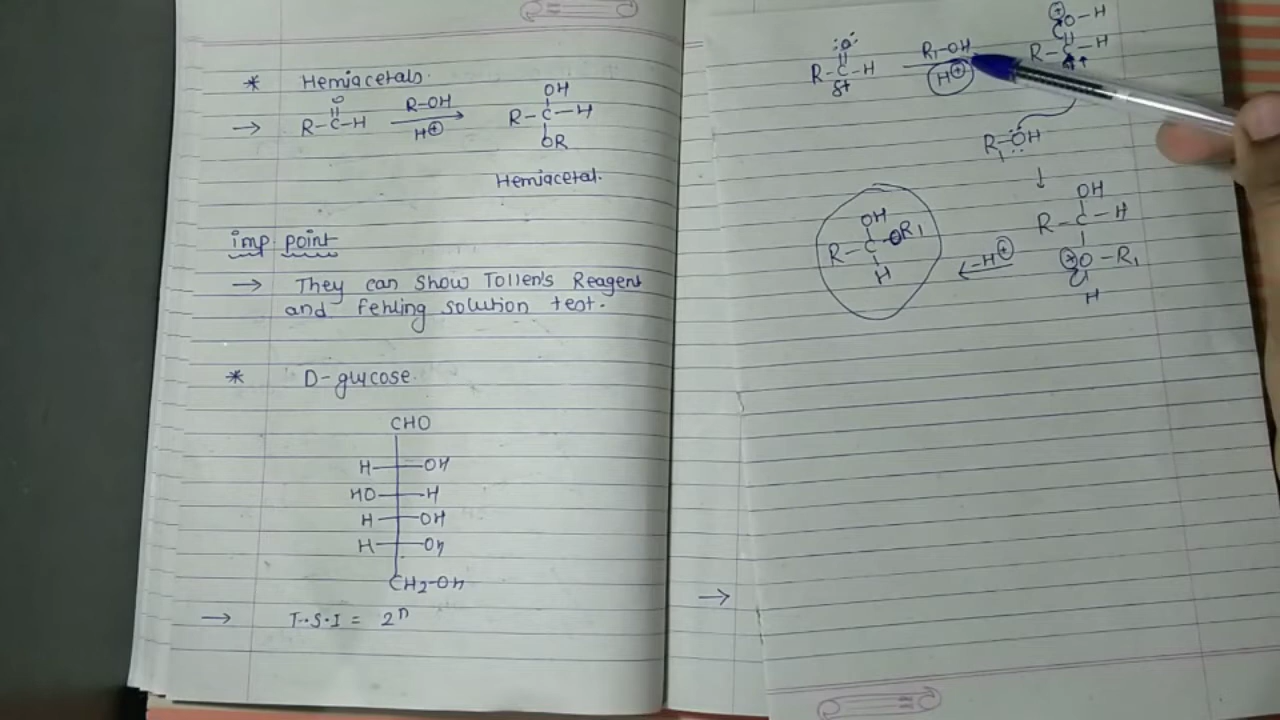 * Hemiacetals.
O
→ R-C-H R-OH H⊕ R-C-H
OH
OR
Hemiacetal.
imp point
→ They can show Tollen's Reagent
and Fehling solution test.
* D-glucose.
CHO
H OH
HO H
H OH
H OH
CH2-OH
→ T.S.I = 2ⁿ
:O:
R-C-H
δ+
R1-OH
H⊕
⊕O-H
R-C-H
R1-OH
↓
OH
R-C-H
⊕O-R1
H
-H⊕
←
OH
R-C-OR1
H
→